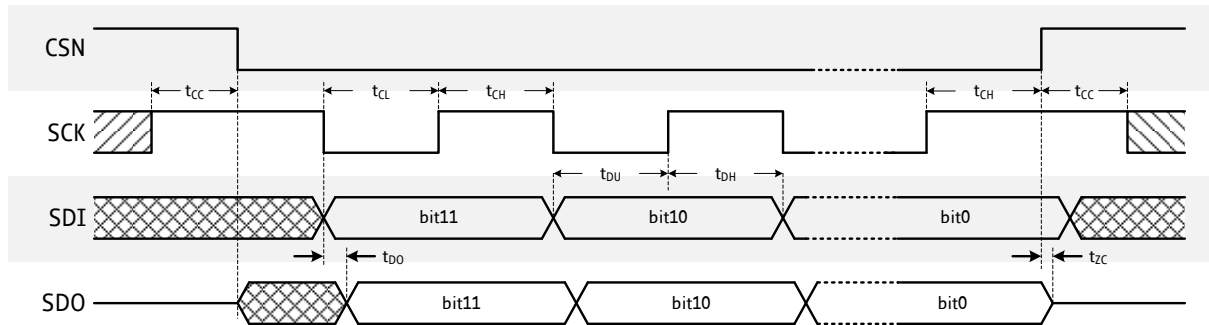 CSN
tCC tCL tCH tCH tCC
SCK
tDU tDH
SDI bit11 bit10 bit0
tDO tZC
SDO bit11 bit10 bit0